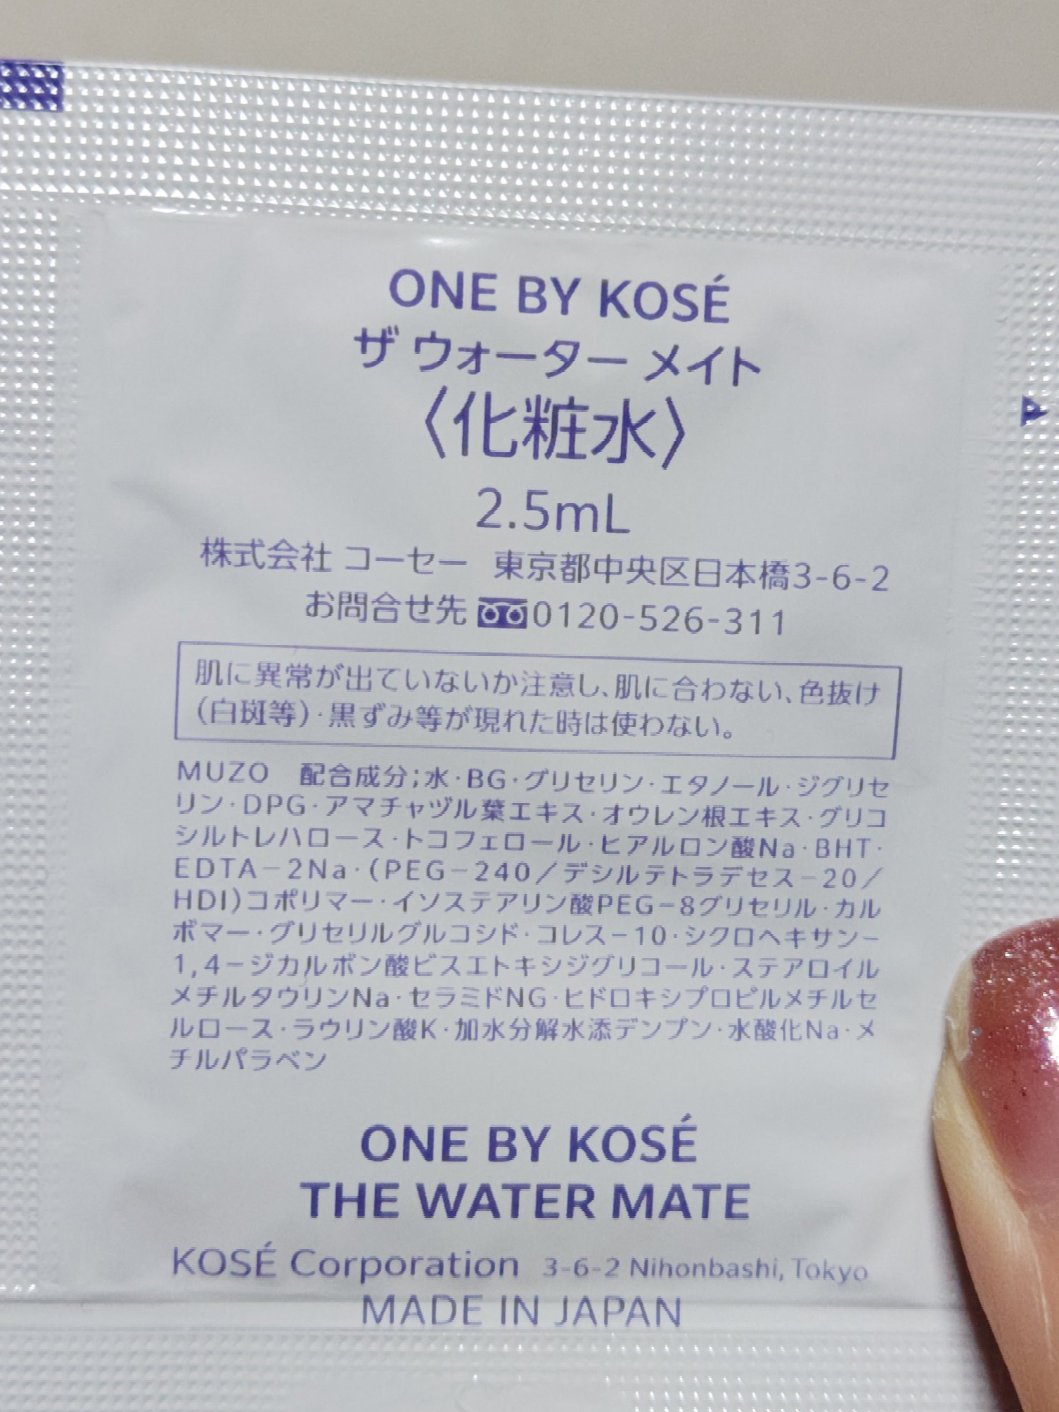 ONE BY KOSÉ
ザ ウォーター メイト
〈化粧水〉
2.5mL
株式会社 コーセー 東京都中央区日本橋3-6-2
お問合せ先 0120-526-311
肌に異常が出ていないか注意し、肌に合わない、色抜け
（白斑等）・黒ずみ等が現れた時は使わない。
MUZO 配合成分；水・BG・グリセリン・エタノール・ジグリセ
リン・DPG・アマチャヅル葉エキス・オウレン根エキス・グリコ
シルトレハロース・トコフェロール・ヒアルロン酸Na・BHT・
EDTA−2Na・(PEG−240／デシルテトラデセス−20／
HDI)コポリマー・イソステアリン酸PEG−8グリセリル・カル
ボマー・グリセリルグルコシド・コレス−10・シクロヘキサン−
1,4−ジカルボン酸ビスエトキシジグリコール・ステアロイル
メチルタウリンNa・セラミドNG・ヒドロキシプロピルメチルセ
ルロース・ラウリン酸K・加水分解水添デンプン・水酸化Na・メ
チルパラベン
ONE BY KOSÉ
THE WATER MATE
KOSÉ Corporation 3-6-2 Nihonbashi, Tokyo
MADE IN JAPAN